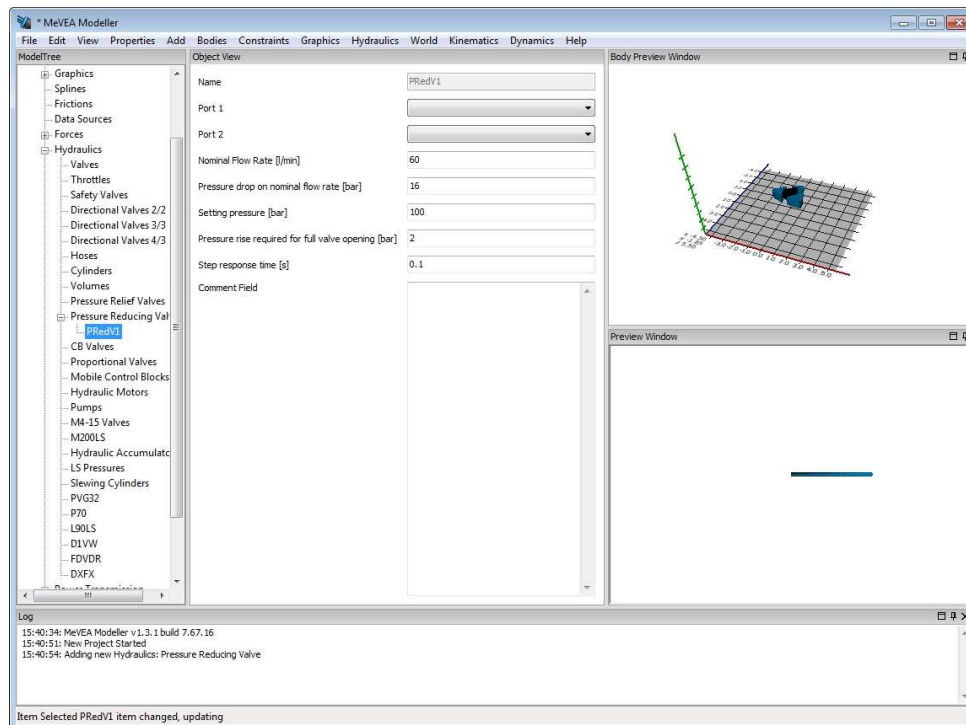 * MeVEA Modeller
File Edit View Properties Add Bodies Constraints Graphics Hydraulics World Kinematics Dynamics Help
ModelTree
Graphics
Splines
Frictions
Data Sources
Forces
Hydraulics
Valves
Throttles
Safety Valves
Directional Valves 2/2
Directional Valves 3/3
Directional Valves 4/3
Hoses
Cylinders
Volumes
Pressure Relief Valves
Pressure Reducing Val
PRedV1
CB Valves
Proportional Valves
Mobile Control Blocks
Hydraulic Motors
Pumps
M4-15 Valves
M200LS
Hydraulic Accumulatc
LS Pressures
Slewing Cylinders
PVG32
P70
L90LS
D1VW
FDVDR
DXFX
Object View
Name PRedV1
Port 1
Port 2
Nominal Flow Rate [l/min] 60
Pressure drop on nominal flow rate [bar] 16
Setting pressure [bar] 100
Pressure rise required for full valve opening [bar] 2
Step response time [s] 0.1
Comment Field
Body Preview Window
Preview Window
Log
15:40:34: MeVEA Modeller v1.3.1 build 7.67.16
15:40:51: New Project Started
15:40:54: Adding new Hydraulics: Pressure Reducing Valve
Item Selected PRedV1 item changed, updating